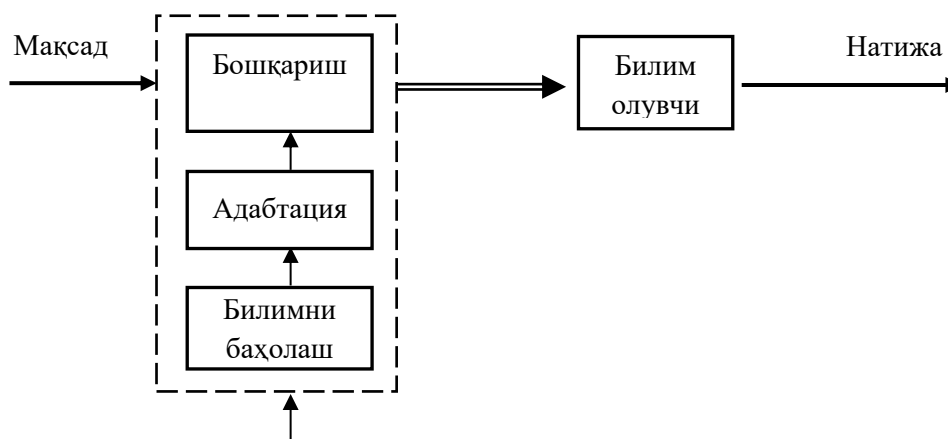 Мақсад
Бошқариш
Адабтация
Билимни
баҳолаш
Билим
олувчи
Натижа